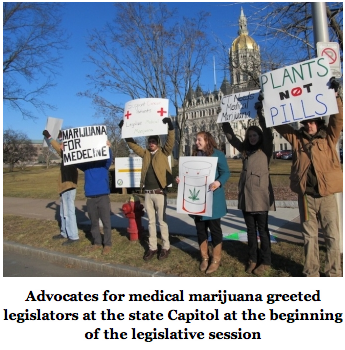 MARIJUANA
FOR
MEDICINE
PLANTS
NOT
PILLS
Advocates for medical marijuana greeted
legislators at the state Capitol at the beginning
of the legislative session